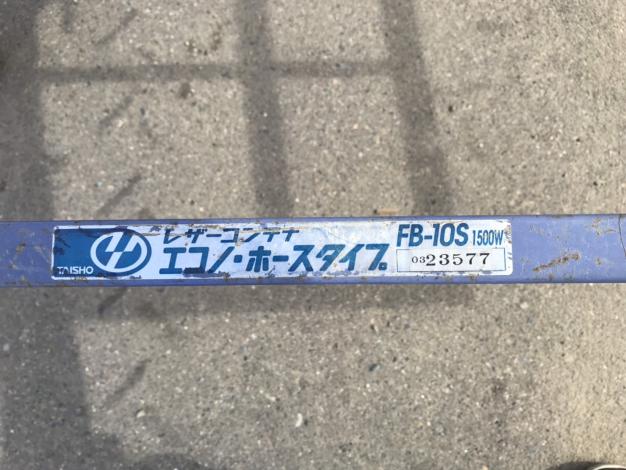 TAISHO
レザーコンテナ
エコノ・ホースタイプ
FB-10S 1500W
0323577